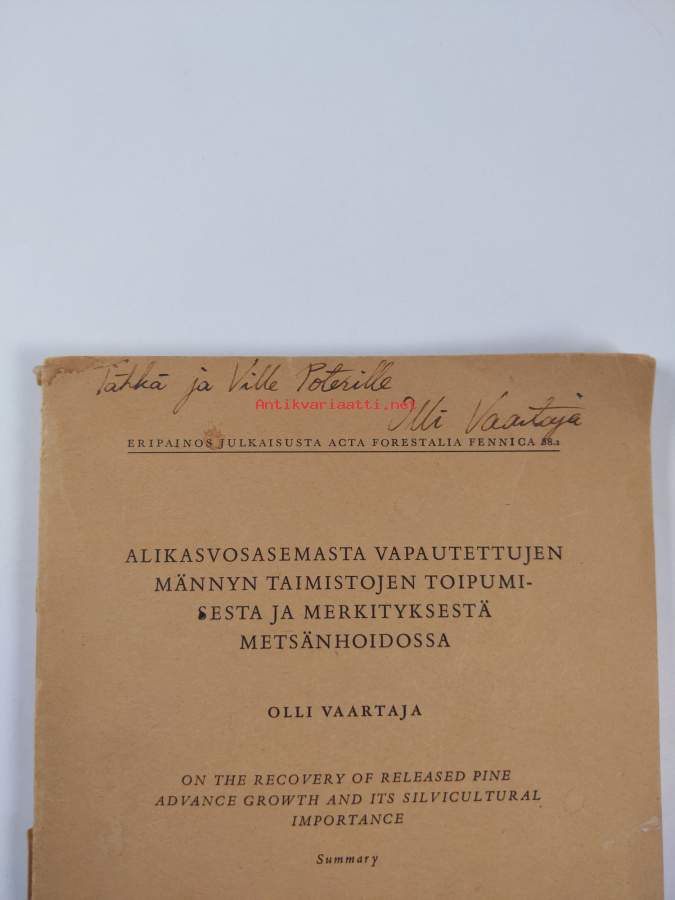 Tähkä ja Ville Poterille
Antikvariaatti.net
Olli Vaartaja
ERIPAINOS JULKAISUSTA ACTA FORESTALIA FENNICA 58.2
ALIKASVOSASEMASTA VAPAUTETTUJEN
MÄNNYN TAIMISTOJEN TOIPUMI-
SESTA JA MERKITYKSESTÄ
METSÄNHOIDOSSA
OLLI VAARTAJA
ON THE RECOVERY OF RELEASED PINE
ADVANCE GROWTH AND ITS SILVICULTURAL
IMPORTANCE
Summary